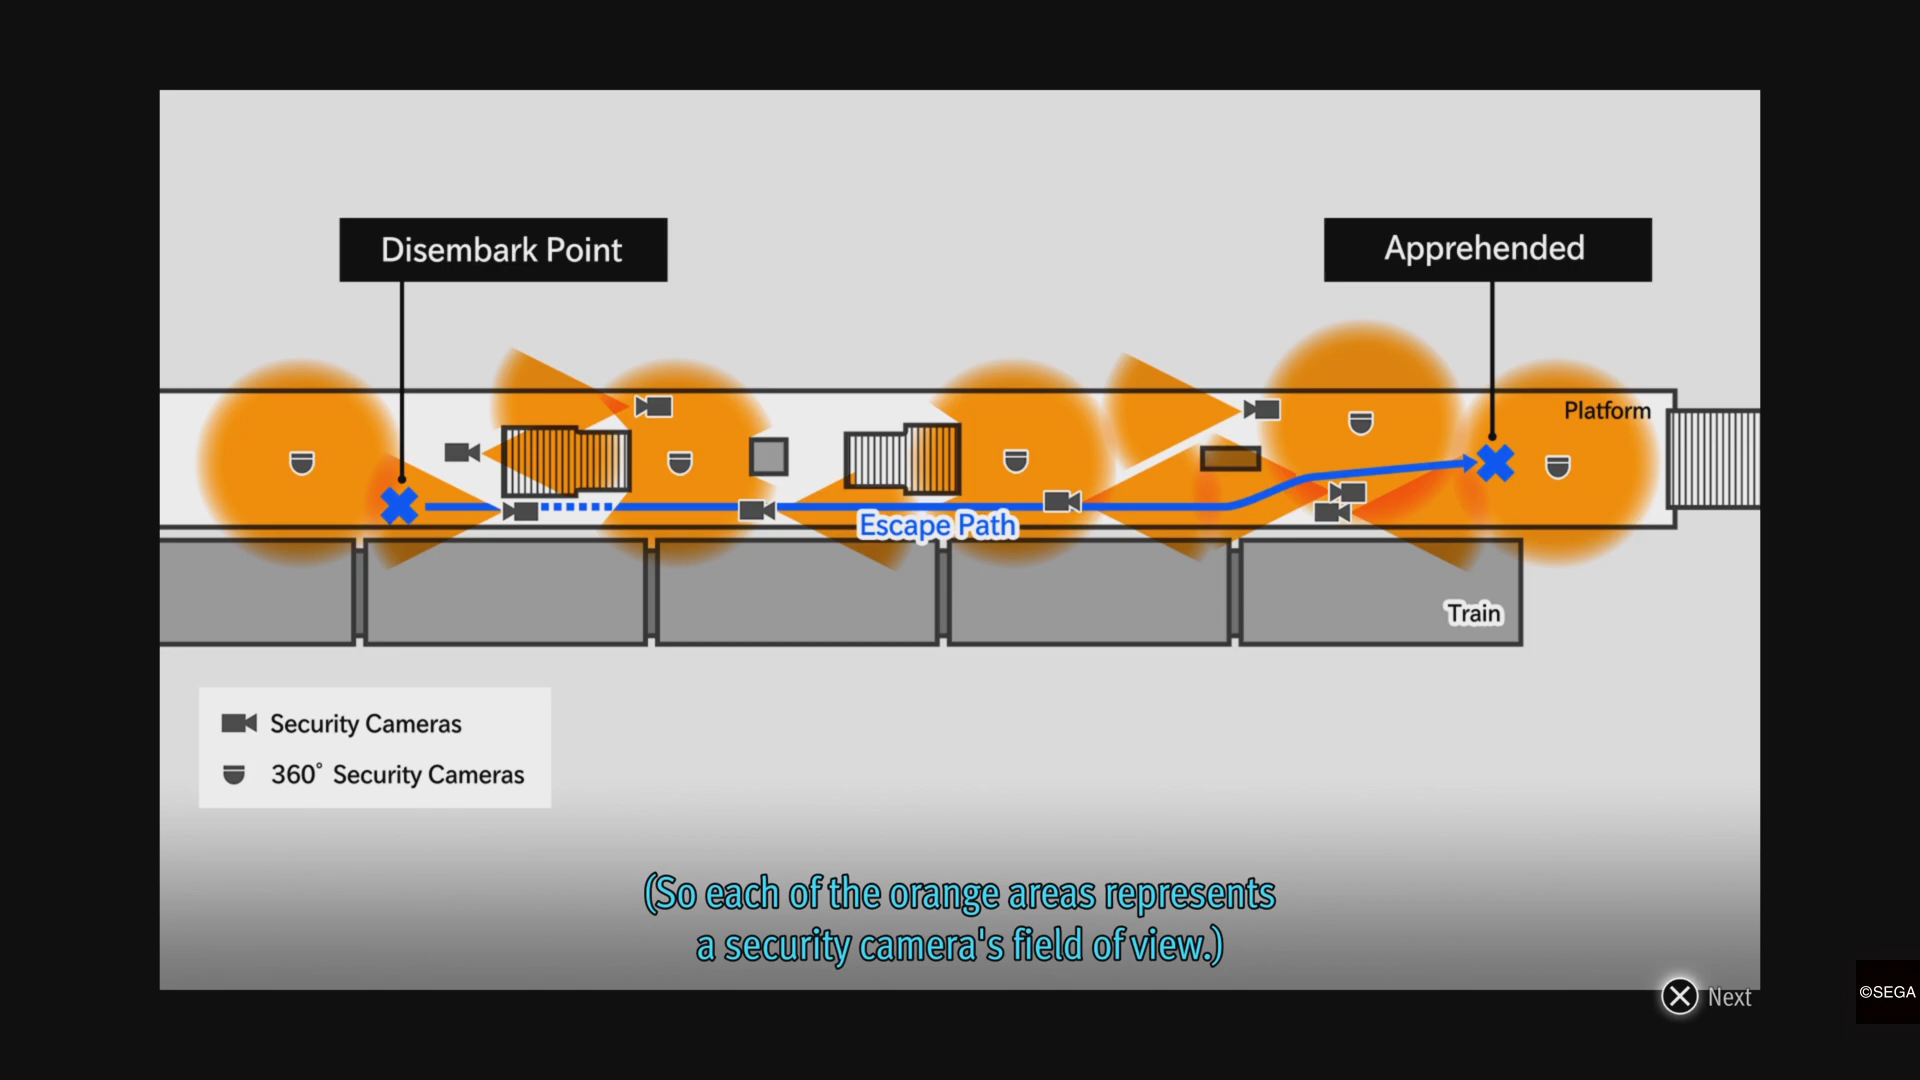 Disembark Point
Apprehended
Platform
Escape Path
Train
Security Cameras
360° Security Cameras
(So each of the orange areas represents
a security camera's field of view.)
Next
©SEGA